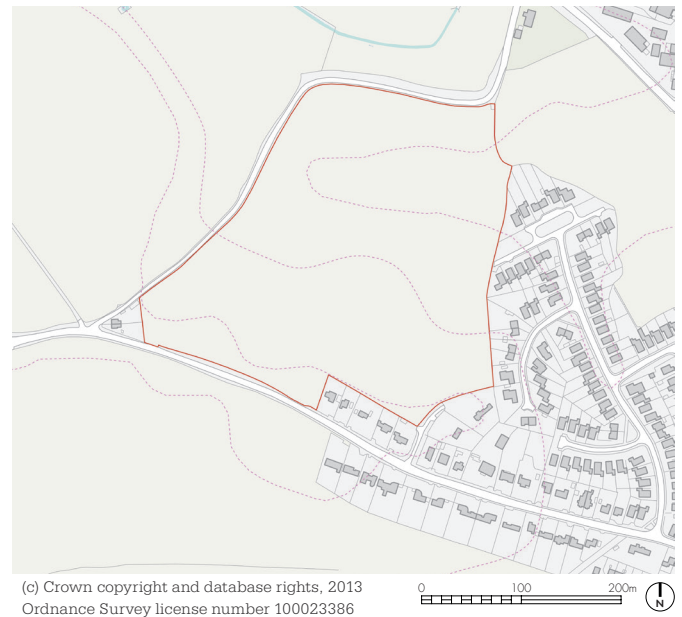 (c) Crown copyright and database rights, 2013
Ordnance Survey license number 100023386
0 100 200m
N